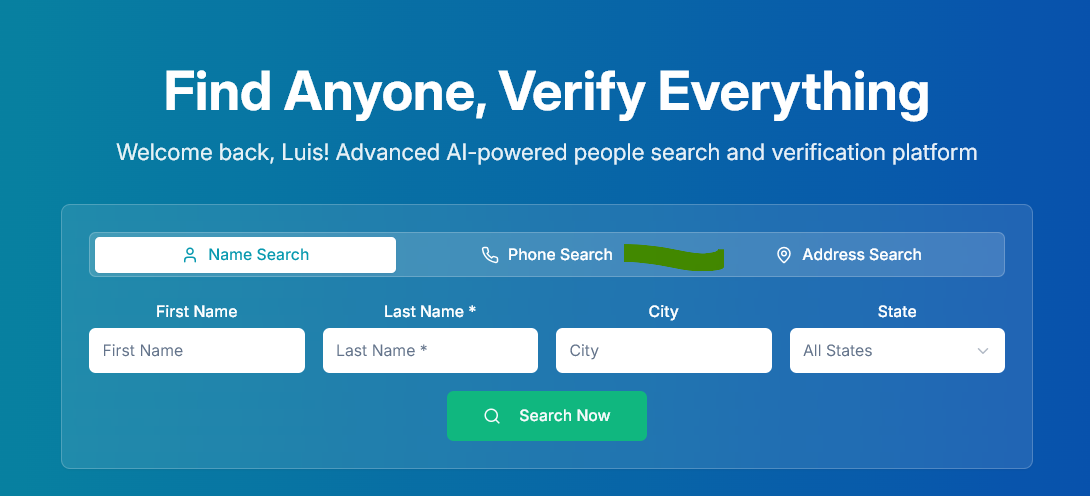 Find Anyone, Verify Everything
Welcome back, Luis! Advanced AI-powered people search and verification platform
Name Search
Phone Search
Address Search
First Name
Last Name *
City
State
First Name
Last Name *
City
All States
Search Now